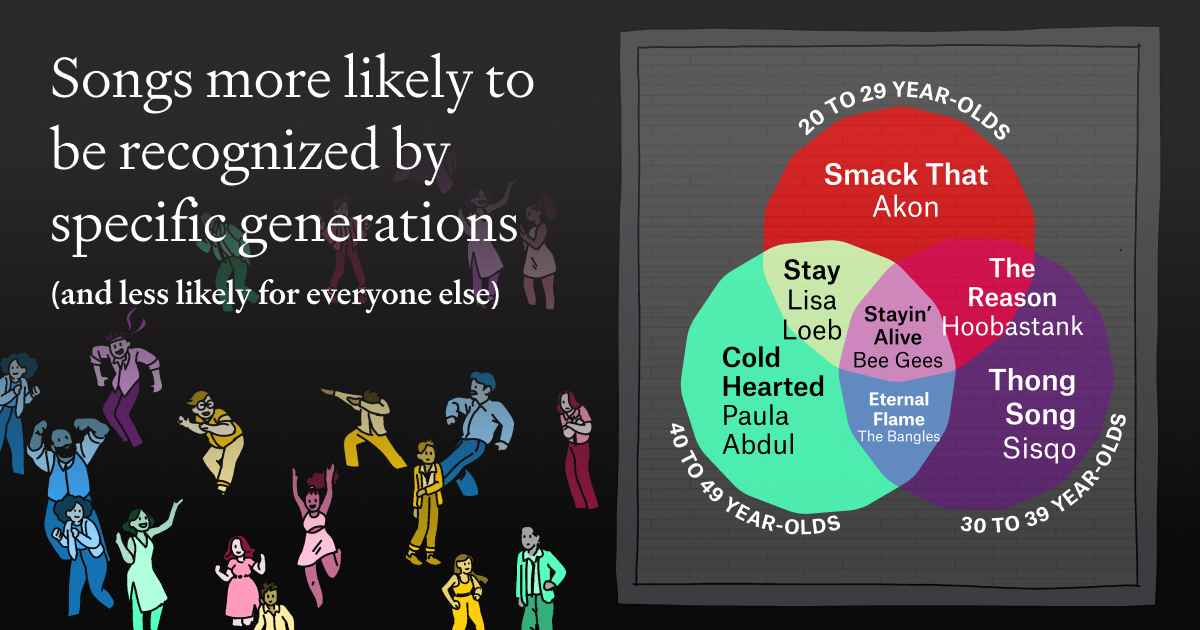 Songs more likely to
be recognized by
specific generations
(and less likely for everyone else)
20 TO 29 YEAR-OLDS
Smack That
Akon
Stay
Lisa
Loeb
The
Reason
Hoobastank
Stayin’
Alive
Bee Gees
Cold
Hearted
Paula
Abdul
Eternal
Flame
The Bangles
Thong
Song
Sisqo
40 TO 49 YEAR-OLDS
30 TO 39 YEAR-OLDS